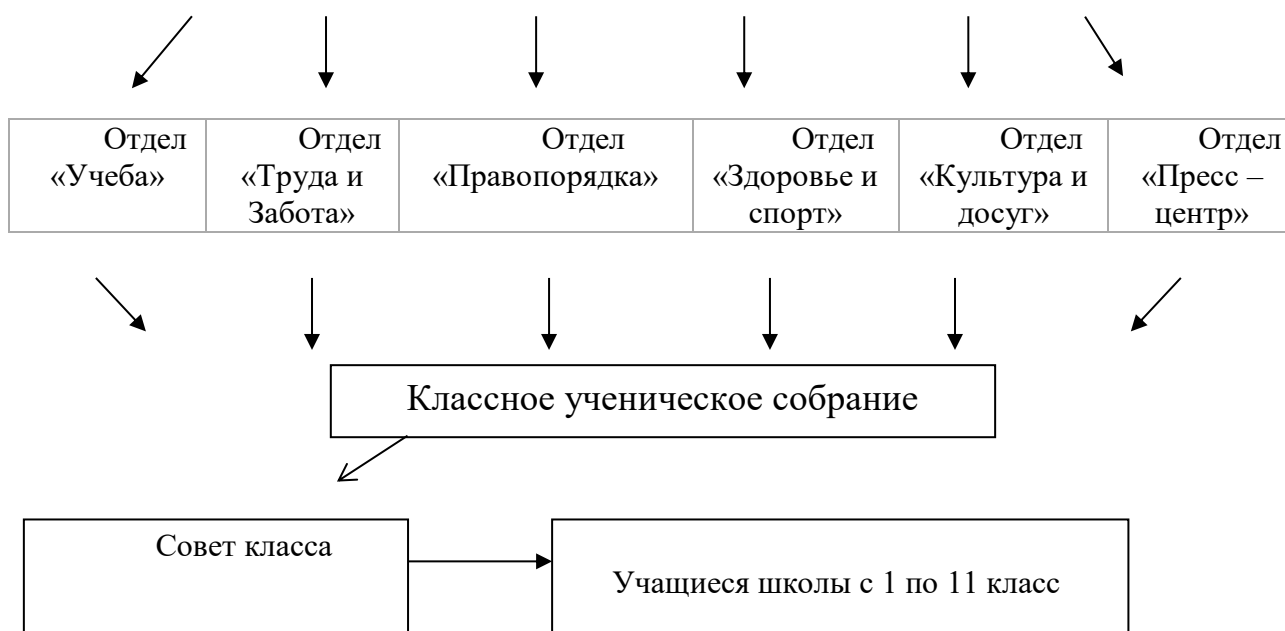 Отдел «Учеба»
Отдел «Труда и Забота»
Отдел «Правопорядка»
Отдел «Здоровье и спорт»
Отдел «Культура и досуг»
Отдел «Пресс – центр»
Классное ученическое собрание
Совет класса
Учащиеся школы с 1 по 11 класс